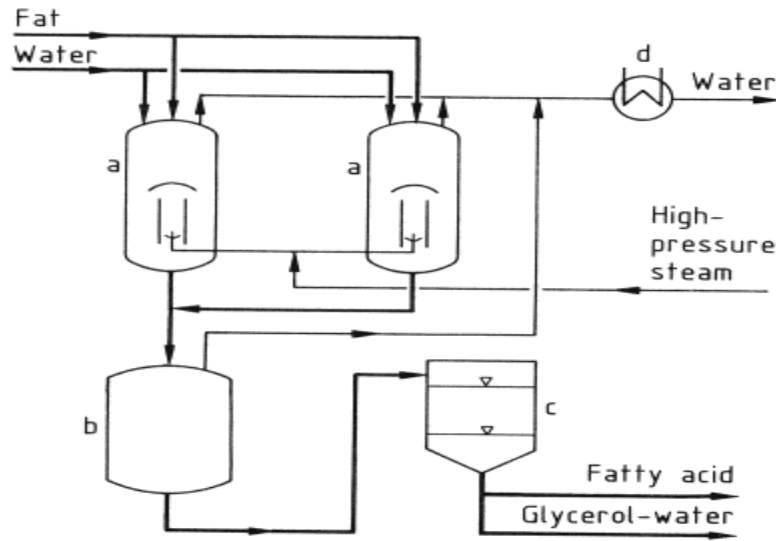 Fat
Water
d
Water
a
a
High-
pressure
steam
b
c
Fatty acid
Glycerol-water